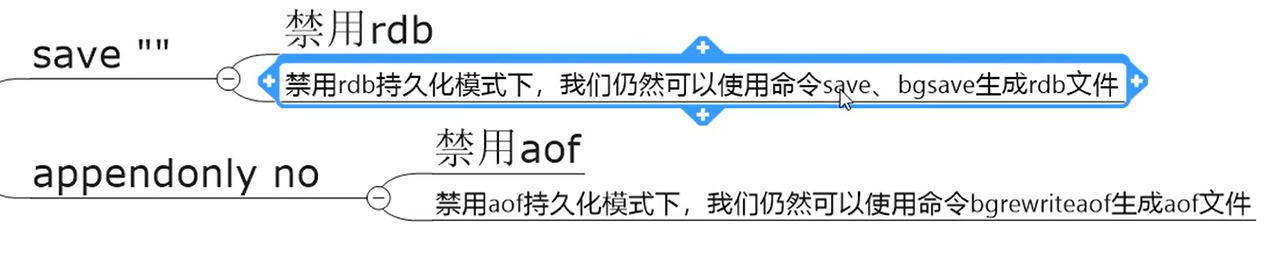 save ""
禁用rdb
禁用rdb持久化模式下，我们仍然可以使用命令save、bgsave生成rdb文件
appendonly no
禁用aof
禁用aof持久化模式下，我们仍然可以使用命令bgrewriteaof生成aof文件